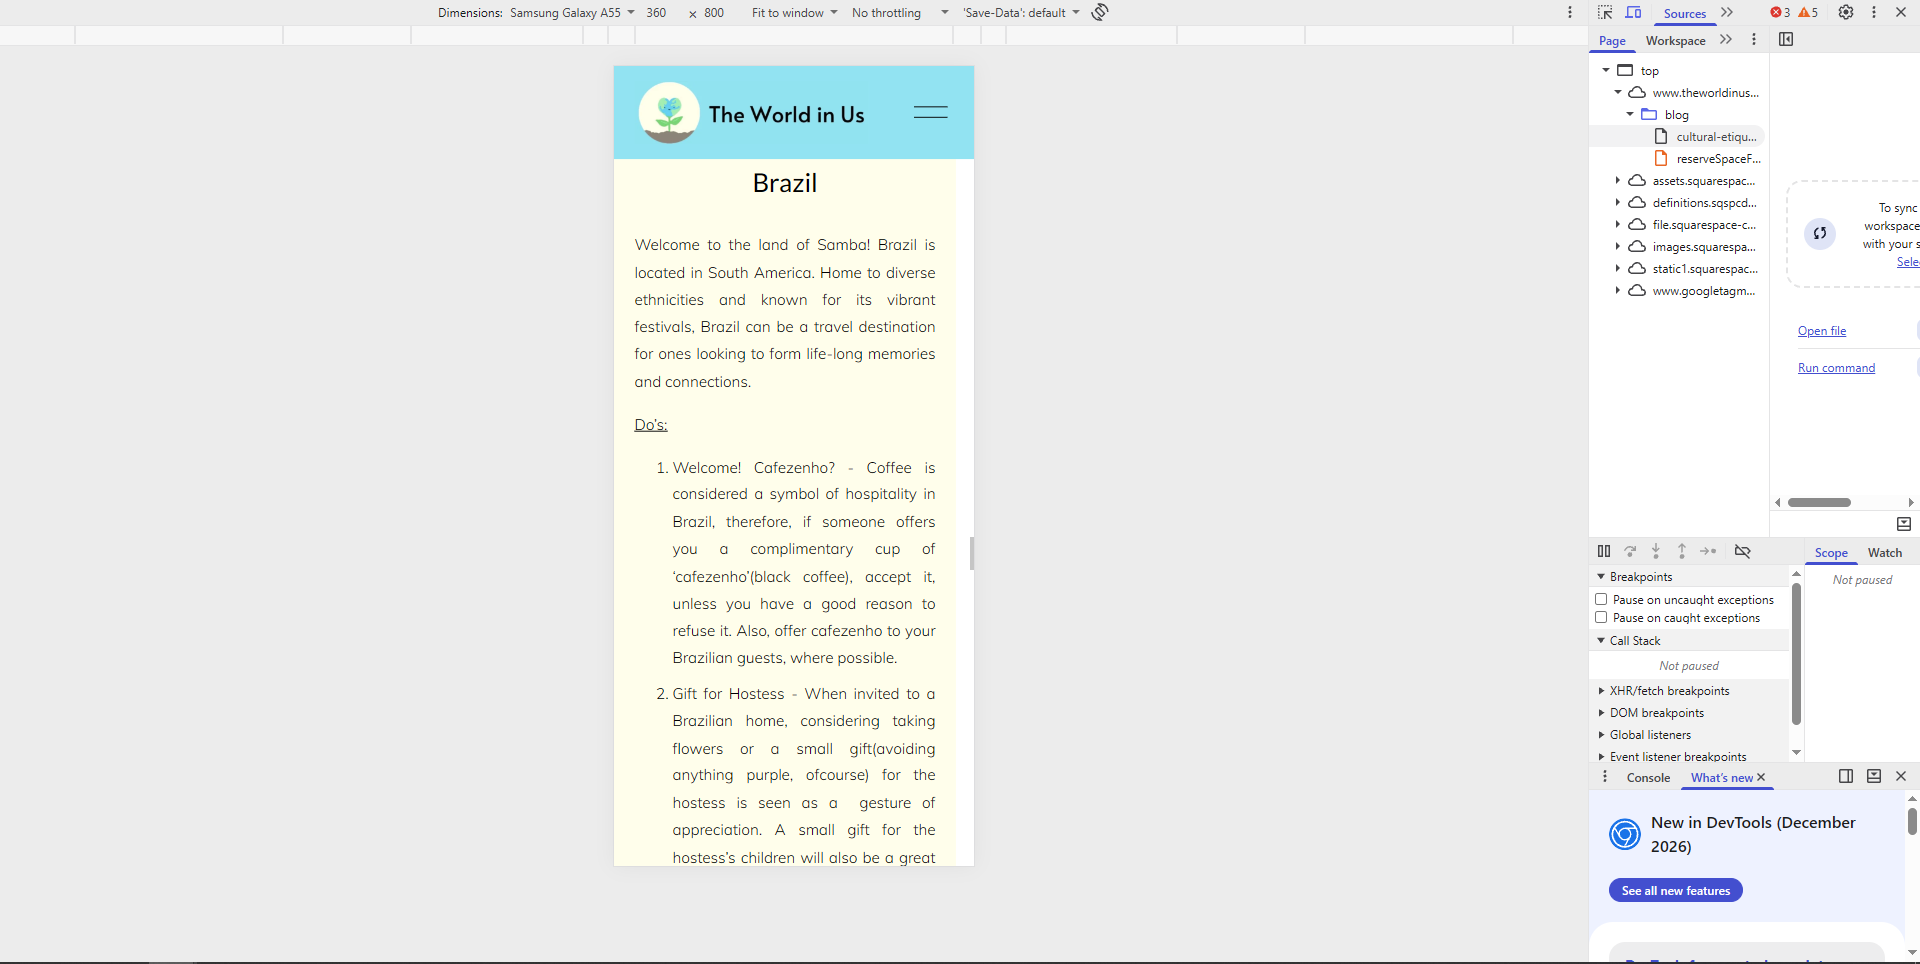 Dimensions: Samsung Galaxy A55 360 × 800 Fit to window No throttling 'Save-Data': default
Sources 3 5
Page Workspace
top
www.theworldinus...
blog
cultural-etiqu...
reserveSpaceF...
assets.squarespac...
definitions.sqspcd...
file.squarespace-c...
images.squarespa...
static1.squarespac...
www.googletagm...
To sync
workspace
with your s
Sele
Open file
Run command
The World in Us
Brazil
Welcome to the land of Samba! Brazil is
located in South America. Home to diverse
ethnicities and known for its vibrant
festivals, Brazil can be a travel destination
for ones looking to form life-long memories
and connections.
Do's:
1. Welcome! Cafezenho? - Coffee is
considered a symbol of hospitality in
Brazil, therefore, if someone offers
you a complimentary cup of
‘cafezenho’(black coffee), accept it,
unless you have a good reason to
refuse it. Also, offer cafezenho to your
Brazilian guests, where possible.
2. Gift for Hostess - When invited to a
Brazilian home, considering taking
flowers or a small gift(avoiding
anything purple, ofcourse) for the
hostess is seen as a gesture of
appreciation. A small gift for the
hostess’s children will also be a great
Scope Watch
Not paused
Breakpoints
Pause on uncaught exceptions
Pause on caught exceptions
Call Stack
Not paused
XHR/fetch breakpoints
DOM breakpoints
Global listeners
Event listener breakpoints
Console What's new
New in DevTools (December
2026)
See all new features